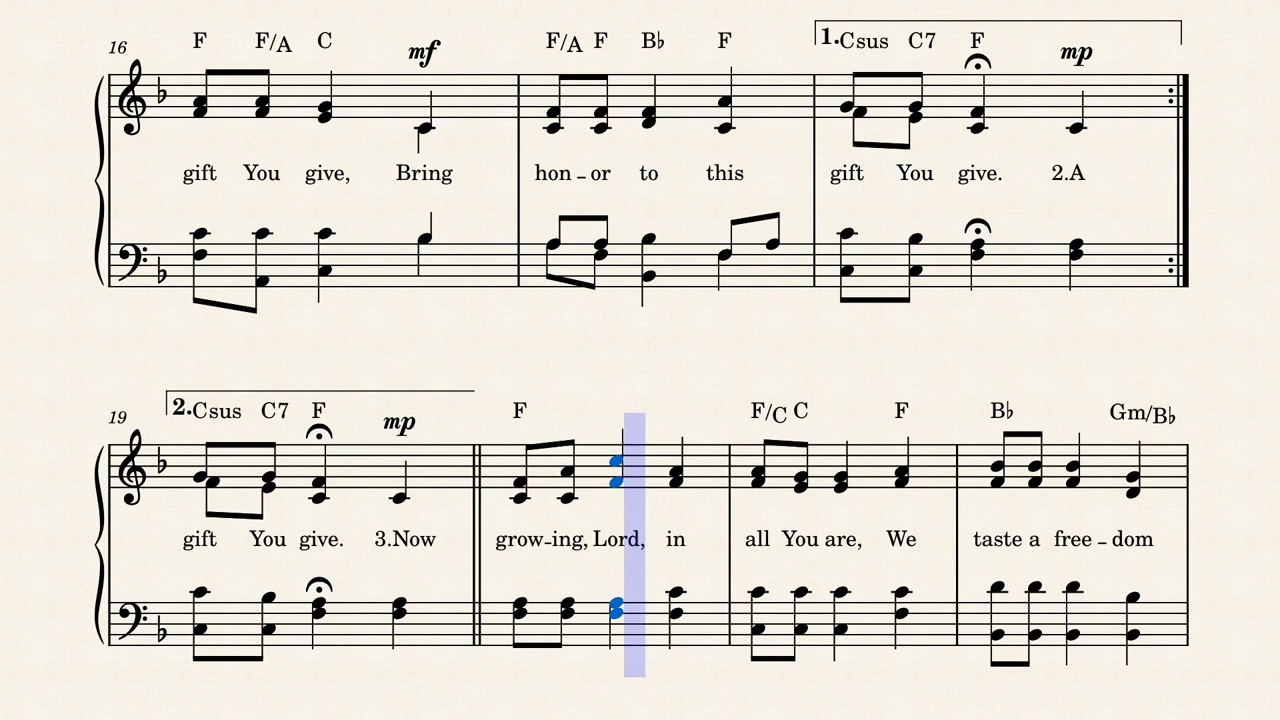 1.
16 F F/A C mf F/A F B♭ F Csus C7 F mp
gift You give, Bring hon - or to this gift You give. 2.A
2.
19 Csus C7 F mp F F/C C F B♭ Gm/B♭
gift You give. 3.Now grow-ing, Lord, in all You are, We taste a free - dom